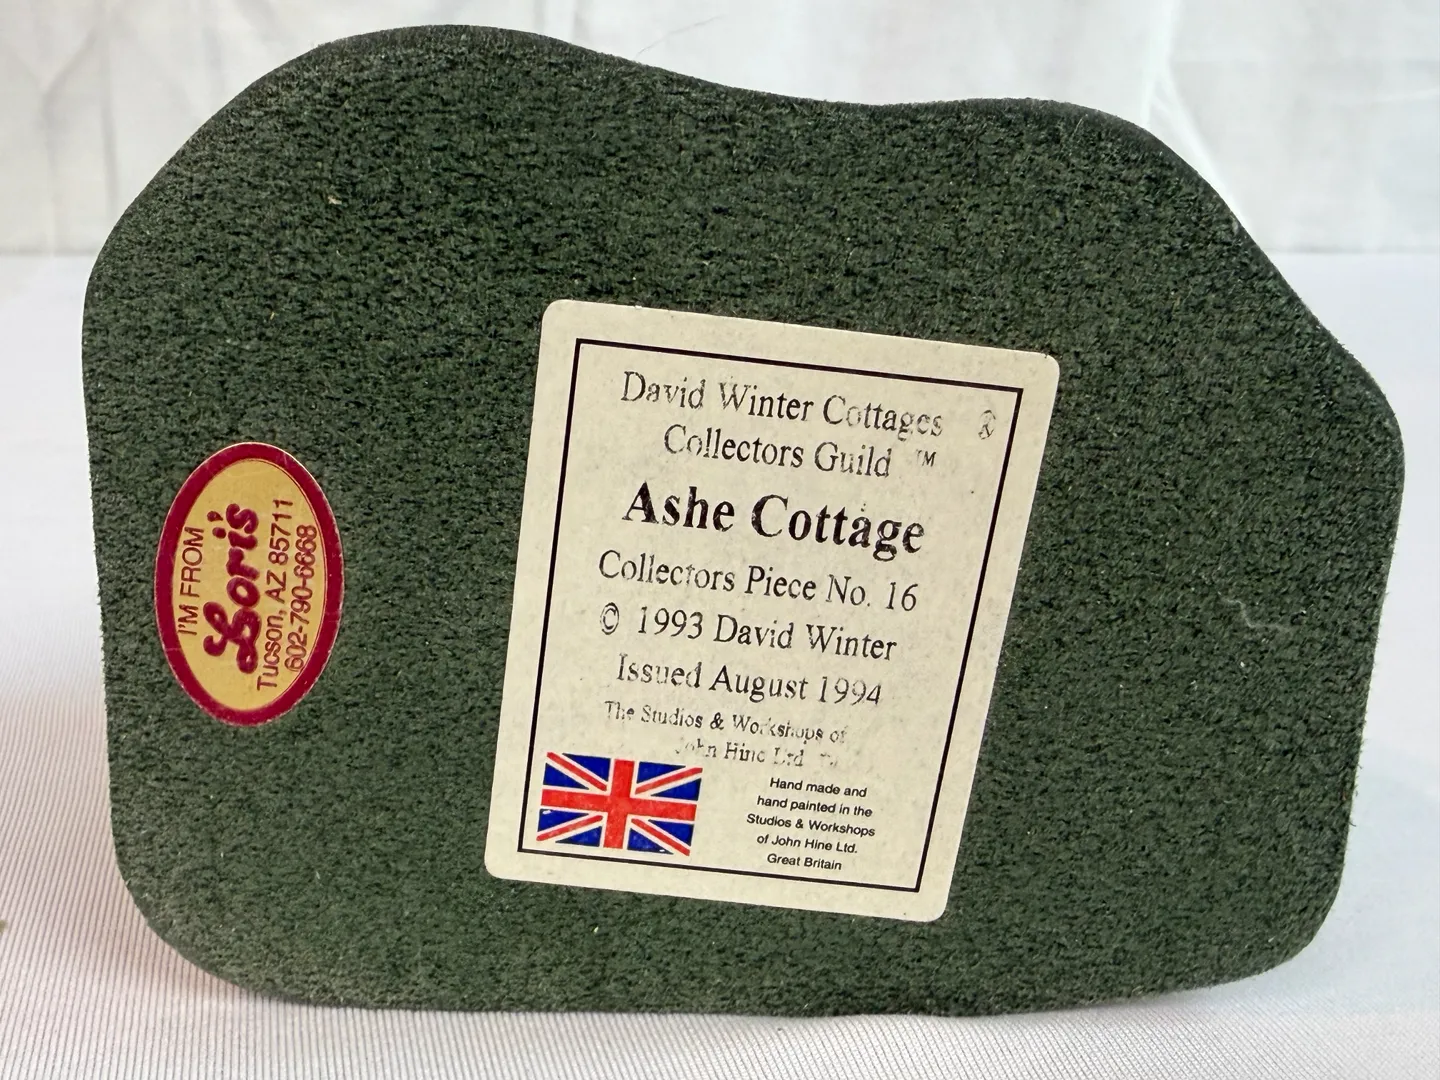 David Winter Cottages ®
Collectors Guild ™
Ashe Cottage
Collectors Piece No. 16
© 1993 David Winter
Issued August 1994
The Studios & Workshops of
John Hine Ltd
Hand made and
hand painted in the
Studios & Workshops
of John Hine Ltd.
Great Britain
I'M FROM
Lori's
Tucson, AZ 85711
602-790-6668